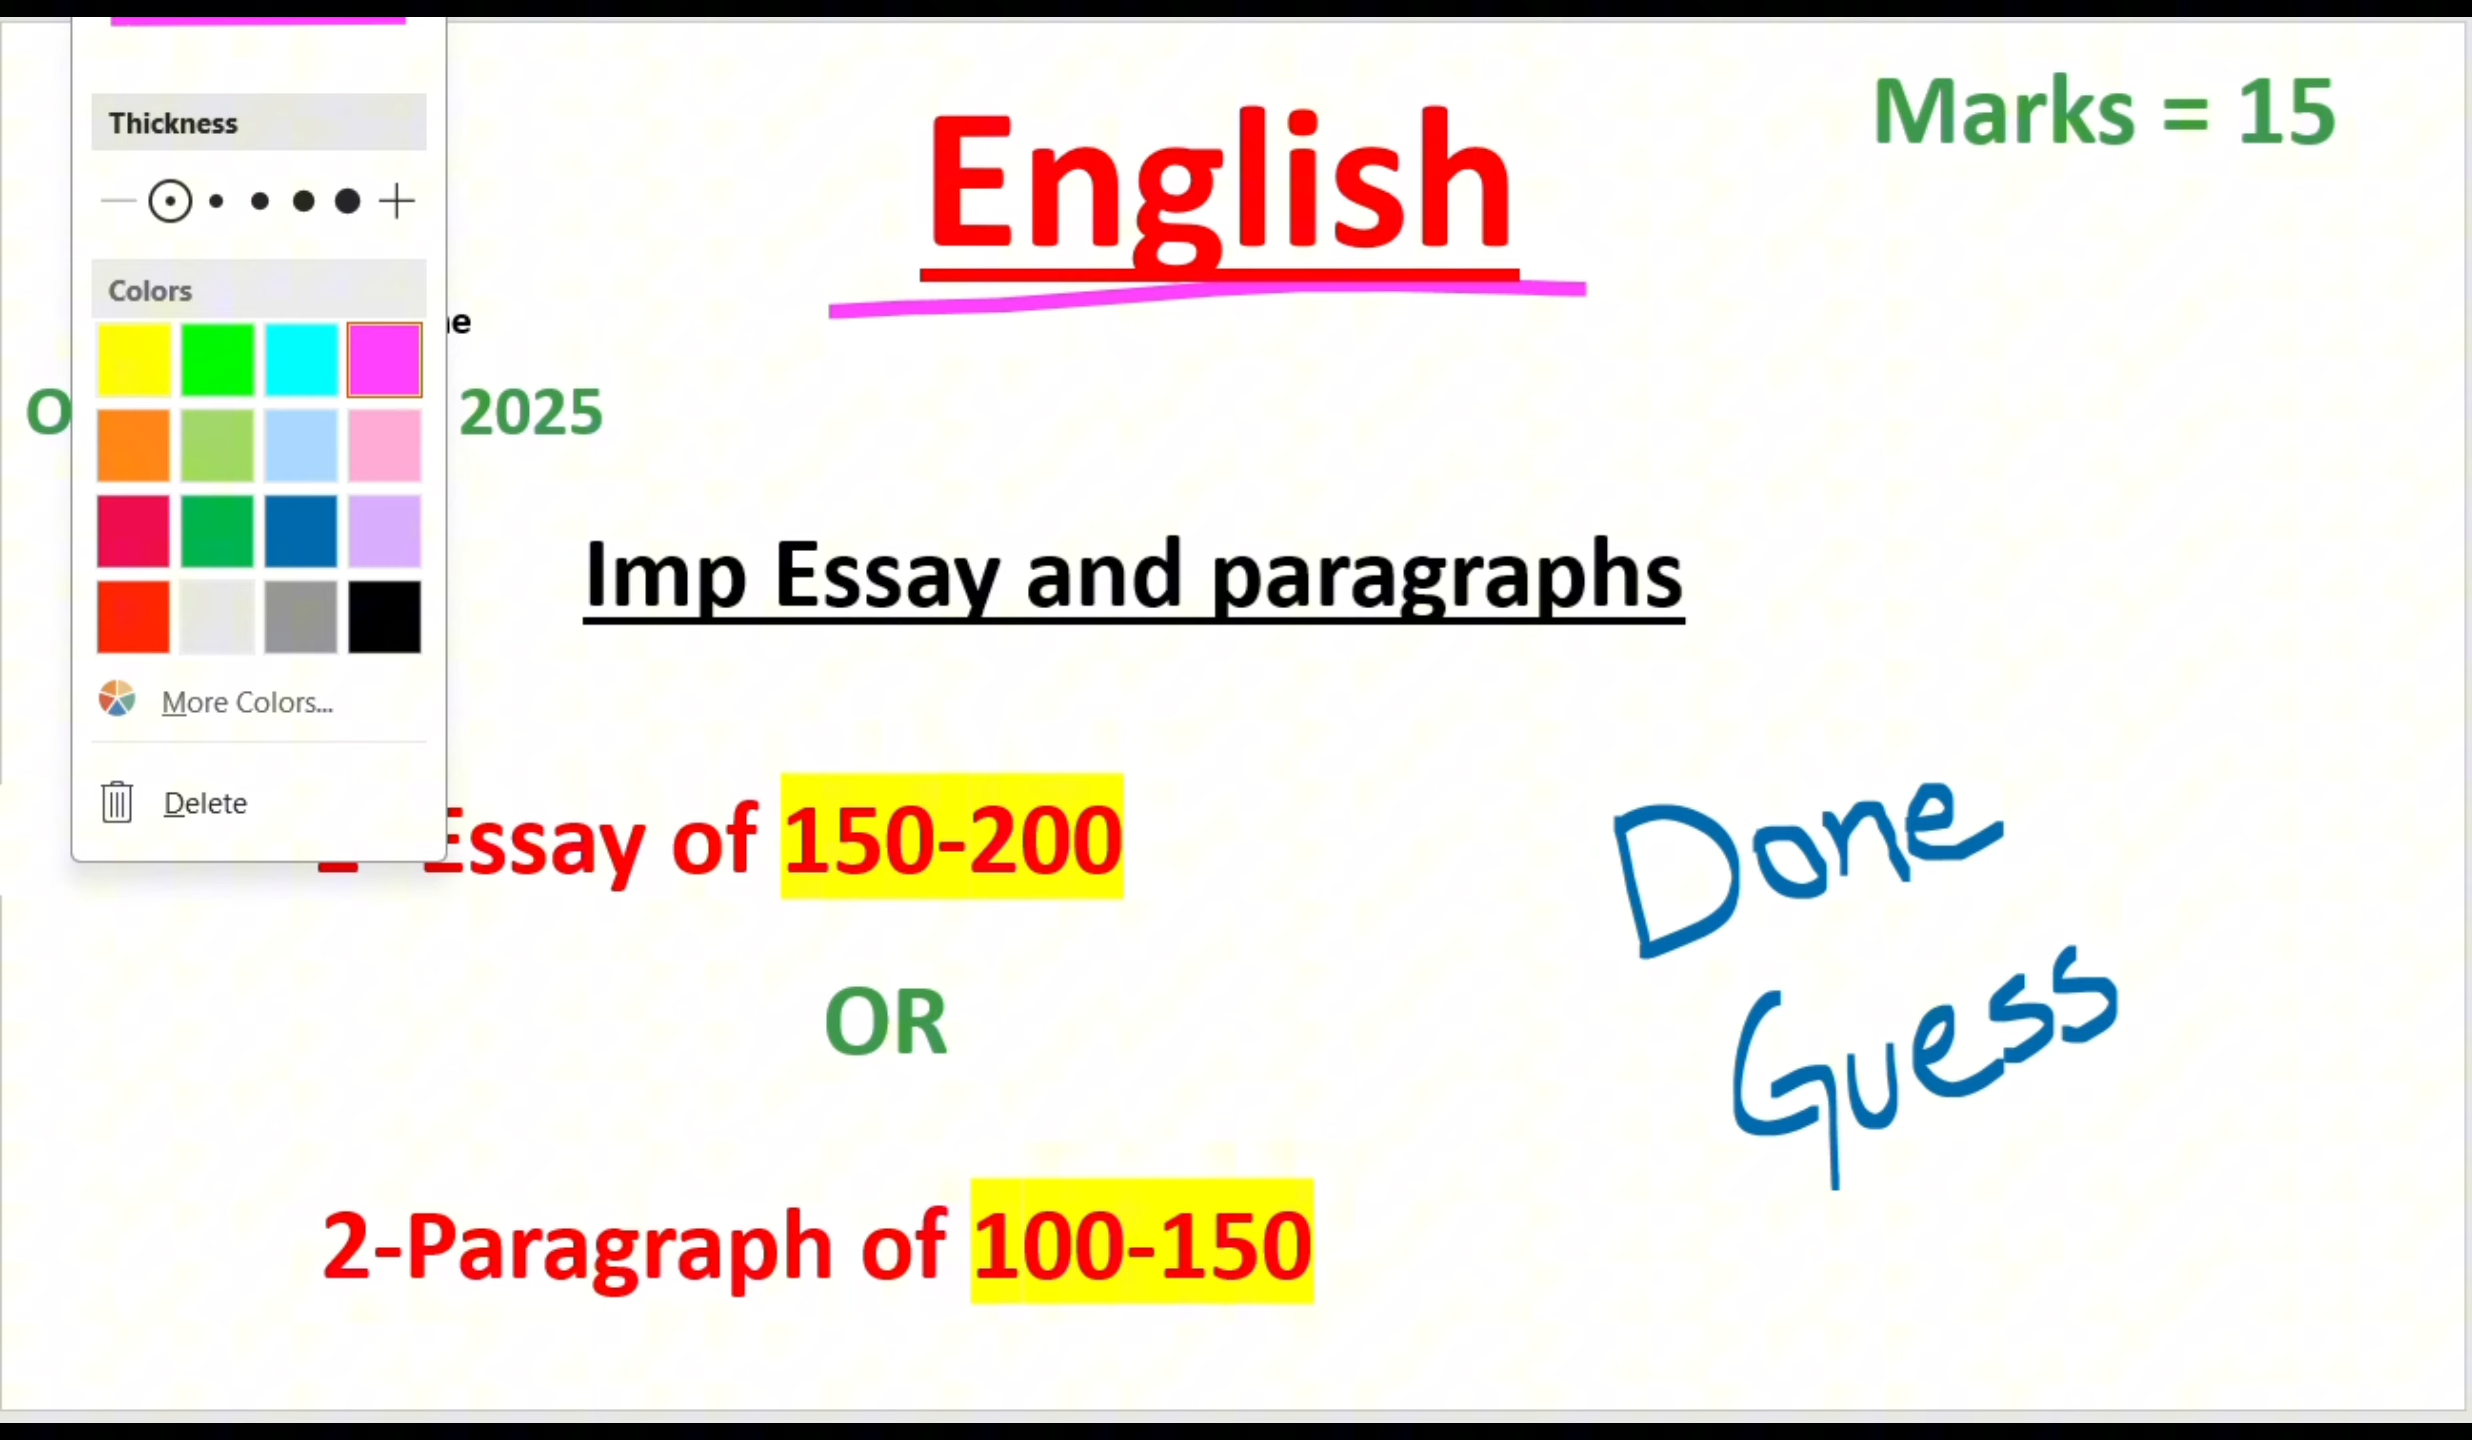 English
Marks = 15
Thickness
Colors
2025
Imp Essay and paragraphs
More Colors...
Delete
Essay of 150-200
Done
OR
Guess
2-Paragraph of 100-150